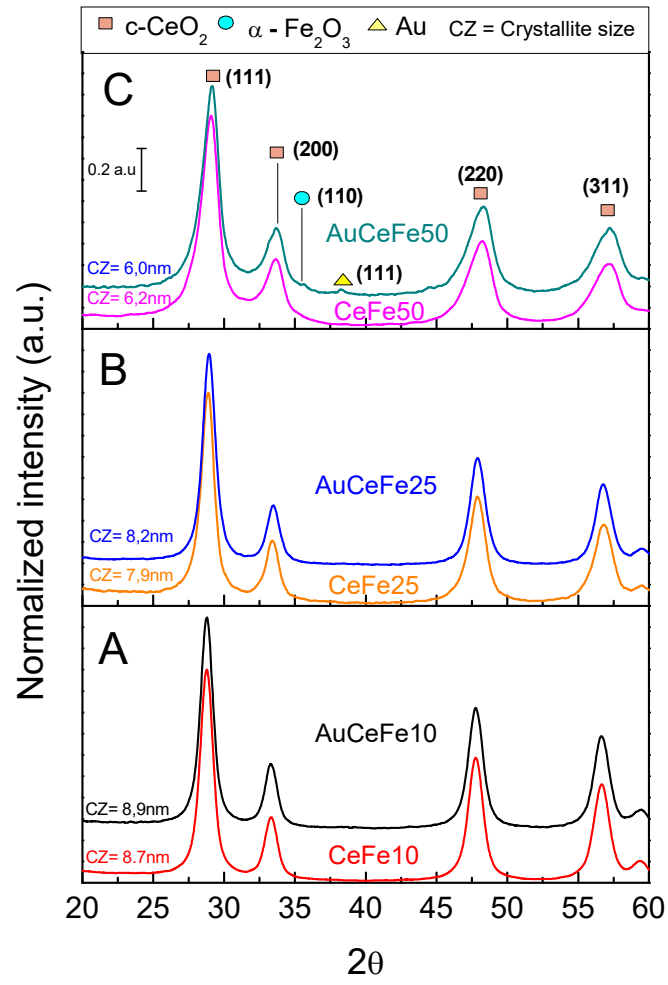 c-CeO₂ α - Fe₂O₃ Au CZ = Crystallite size
C
(111)
0.2 a.u
(200)
(110)
(111)
(220)
(311)
AuCeFe50
CZ= 6,0nm
CZ= 6,2nm
CeFe50
B
AuCeFe25
CZ= 8,2nm
CZ= 7,9nm
CeFe25
A
AuCeFe10
CZ= 8,9nm
CZ= 8.7nm
CeFe10
Normalized intensity (a.u.)
20 25 30 35 40 45 50 55 60
2θ